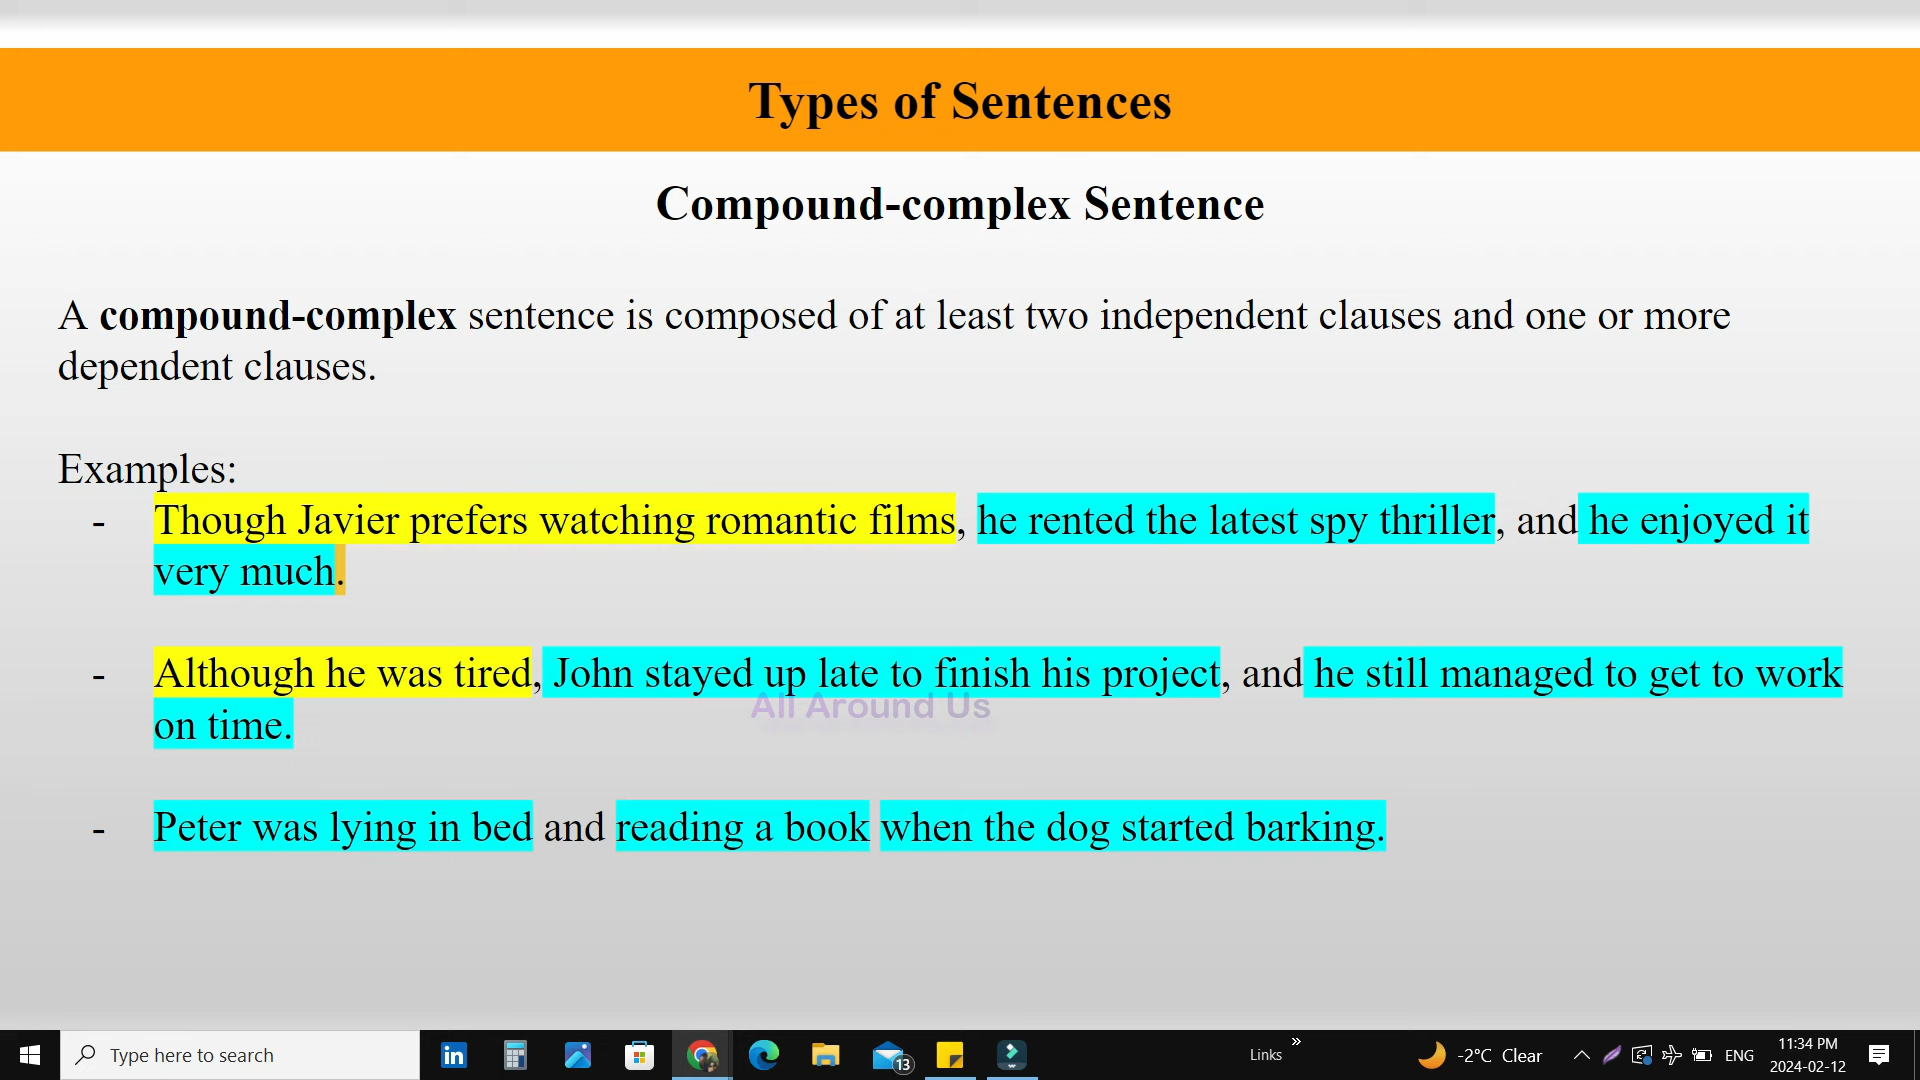 Types of Sentences
Compound-complex Sentence
A compound-complex sentence is composed of at least two independent clauses and one or more
dependent clauses.
Examples:
- Though Javier prefers watching romantic films, he rented the latest spy thriller, and he enjoyed it
very much.
- Although he was tired, John stayed up late to finish his project, and he still managed to get to work
on time.
All Around Us
- Peter was lying in bed and reading a book when the dog started barking.
Type here to search
in
13
Links »
-2°C Clear
ENG
11:34 PM
2024-02-12